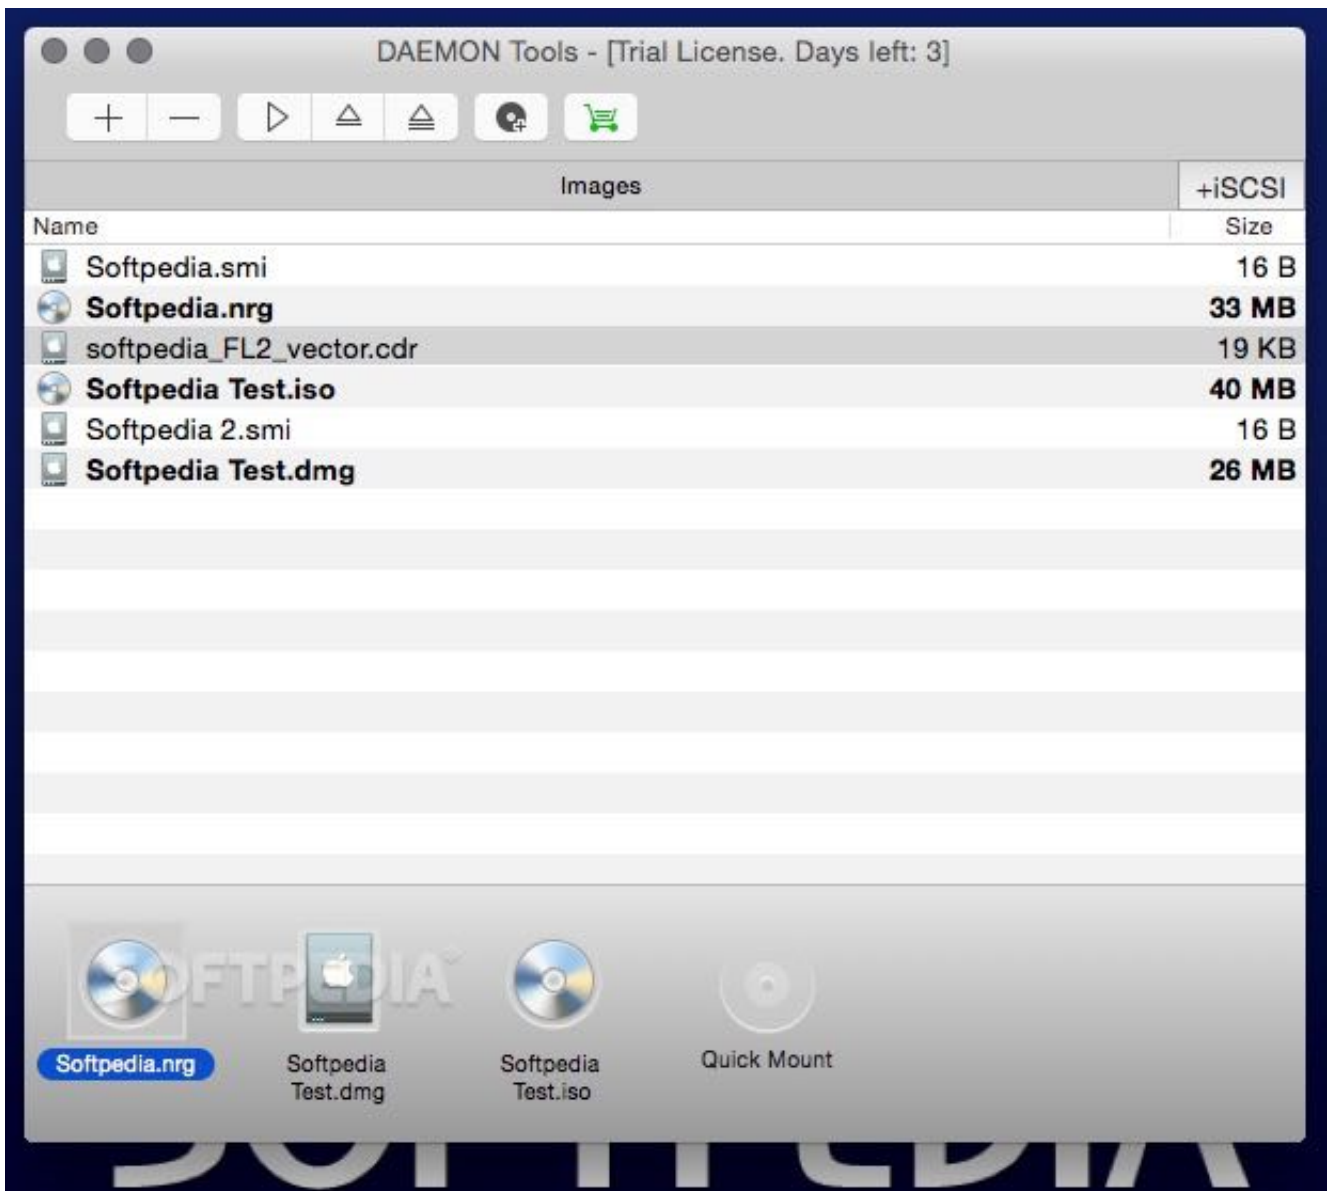 DAEMON Tools - [Trial License. Days left: 3]
Images
+iSCSI
Name
Size
Softpedia.smi
16 B
Softpedia.nrg
33 MB
softpedia_FL2_vector.cdr
19 KB
Softpedia Test.iso
40 MB
Softpedia 2.smi
16 B
Softpedia Test.dmg
26 MB
SOFTPEDIA
Softpedia.nrg
Softpedia
Test.dmg
Softpedia
Test.iso
Quick Mount
SOFTPEDIA